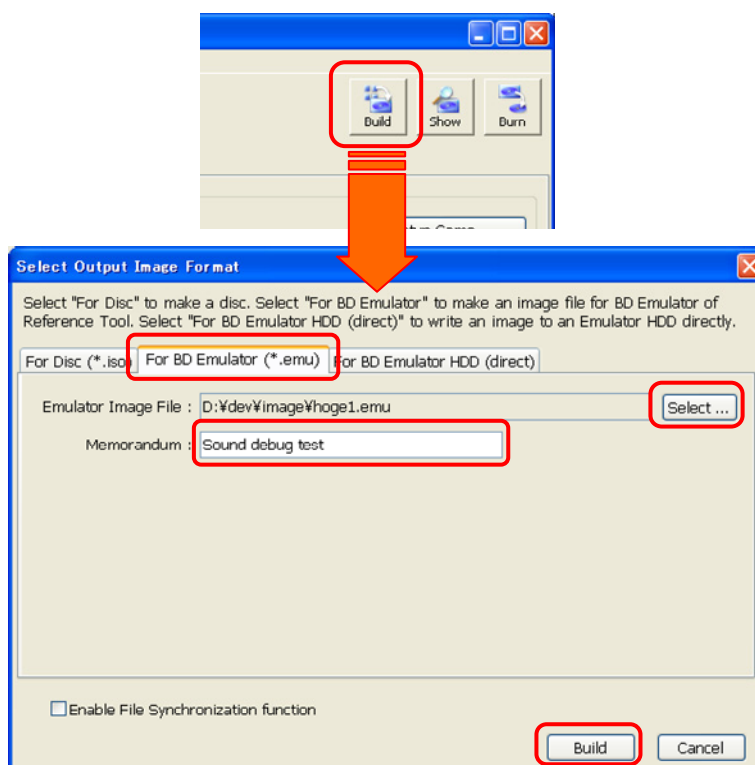 Build
Show
Burn
Select Output Image Format
Select "For Disc" to make a disc. Select "For BD Emulator" to make an image file for BD Emulator of
Reference Tool. Select "For BD Emulator HDD (direct)" to write an image to an Emulator HDD directly.
For Disc (*.iso)
For BD Emulator (*.emu)
For BD Emulator HDD (direct)
Emulator Image File : D:¥dev¥image¥hoge1.emu
Select ...
Memorandum : Sound debug test
Enable File Synchronization function
Build
Cancel